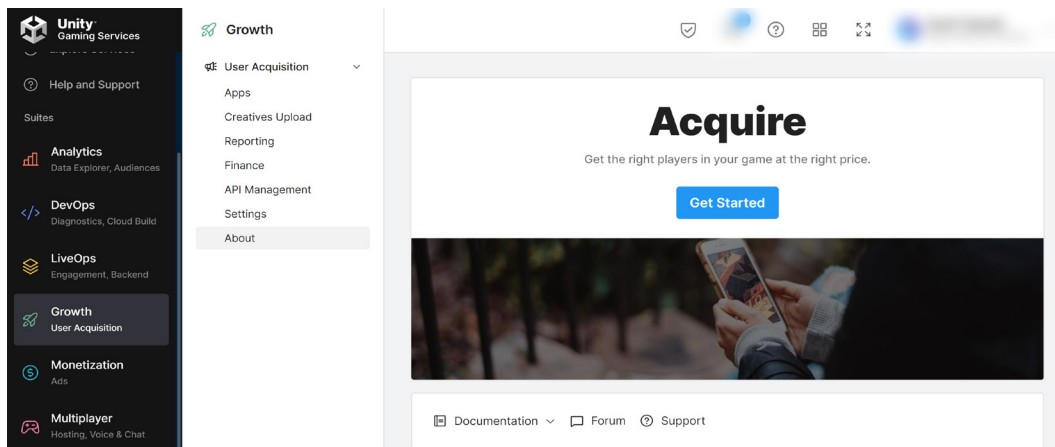 Unity
Gaming Services
Explore Services
Help and Support
Suites
Analytics
Data Explorer, Audiences
DevOps
Diagnostics, Cloud Build
LiveOps
Engagement, Backend
Growth
User Acquisition
Monetization
Ads
Multiplayer
Hosting, Voice & Chat
Growth
User Acquisition
Apps
Creatives Upload
Reporting
Finance
API Management
Settings
About
Acquire
Get the right players in your game at the right price.
Get Started
Documentation
Forum
Support